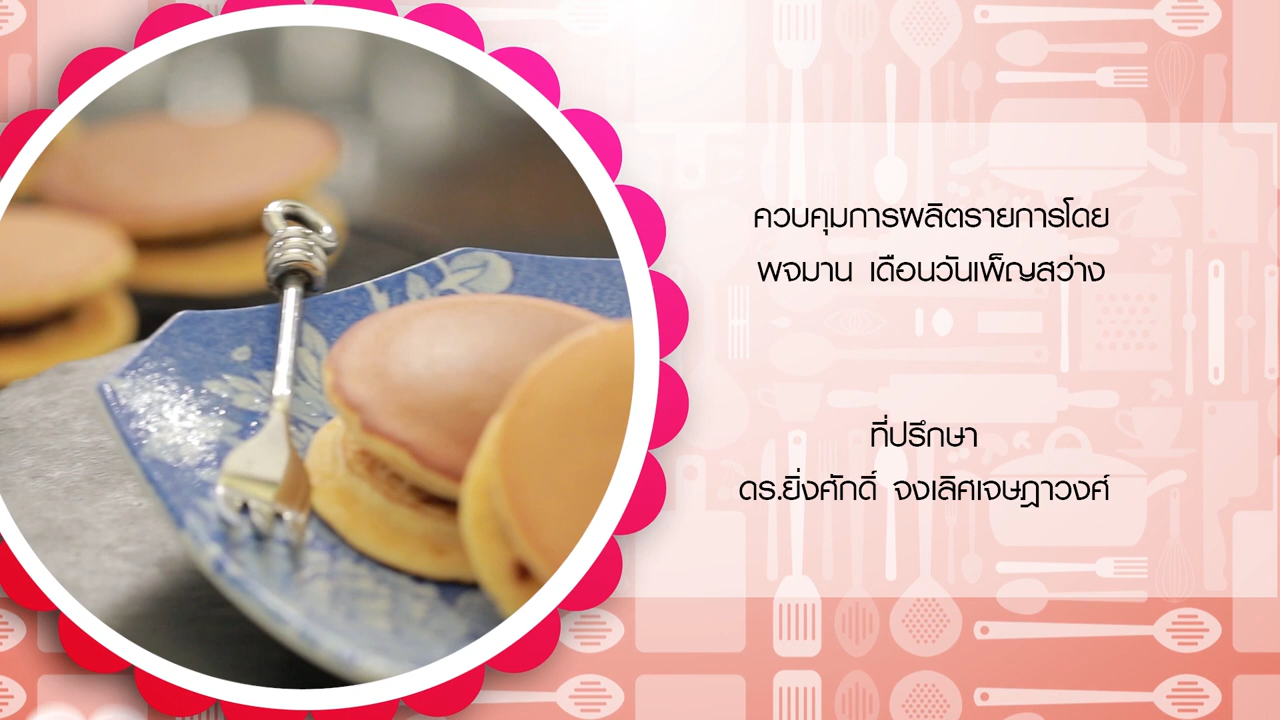 ควบคุมการผลิตรายการโดย
พจมาน เดือนวันเพ็ญสว่าง
ที่ปรึกษา
ดร.ยิ่งศักดิ์ จงเลิศเจษฎาวงศ์